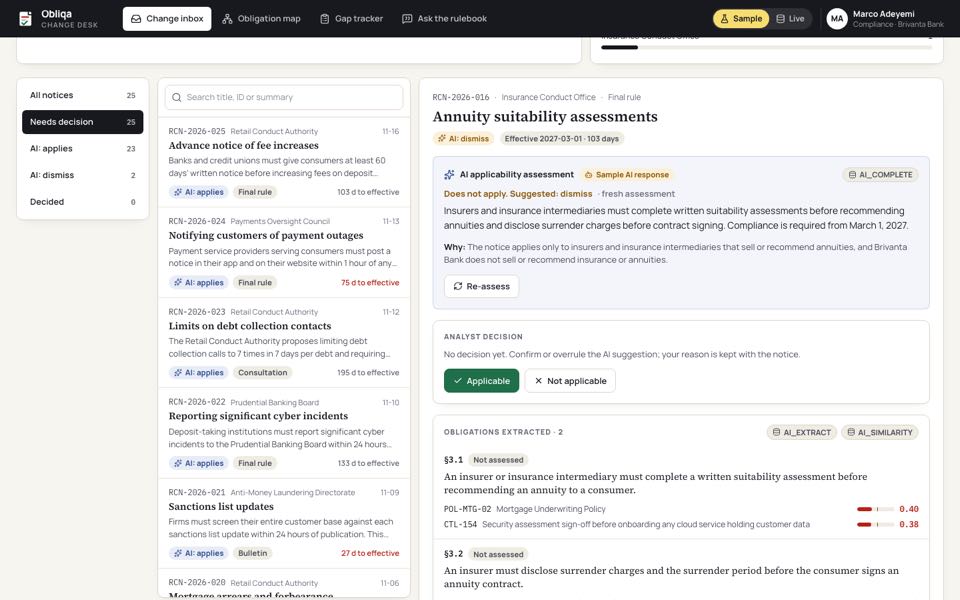 Obliqa
CHANGE DESK
Change inbox
Obligation map
Gap tracker
Ask the rulebook
Sample
Live
MA
Marco Adeyemi
Compliance · Brivanta Bank
All notices 25
Needs decision 25
AI: applies 23
AI: dismiss 2
Decided 0
Search title, ID or summary
RCN-2026-025 Retail Conduct Authority 11-16
Advance notice of fee increases
Banks and credit unions must give consumers at least 60
days' written notice before increasing fees on deposit…
AI: applies Final rule 103 d to effective
RCN-2026-024 Payments Oversight Council 11-13
Notifying customers of payment outages
Payment service providers serving consumers must post a
notice in their app and on their website within 1 hour of any…
AI: applies Final rule 75 d to effective
RCN-2026-023 Retail Conduct Authority 11-12
Limits on debt collection contacts
The Retail Conduct Authority proposes limiting debt
collection calls to 7 times in 7 days per debt and requiring…
AI: applies Consultation 195 d to effective
RCN-2026-022 Prudential Banking Board 11-10
Reporting significant cyber incidents
Deposit-taking institutions must report significant cyber
incidents to the Prudential Banking Board within 24 hours…
AI: applies Final rule 133 d to effective
RCN-2026-021 Anti-Money Laundering Directorate 11-09
Sanctions list updates
Firms must screen their entire customer base against each
sanctions list update within 24 hours of publication. This…
AI: applies Bulletin 27 d to effective
RCN-2026-020 Retail Conduct Authority 11-06
Mortgage arrears and forbearance
RCN-2026-016 · Insurance Conduct Office · Final rule
Annuity suitability assessments
AI: dismiss Effective 2027-03-01 · 103 days
AI applicability assessment Sample AI response AI_COMPLETE
Does not apply. Suggested: dismiss · fresh assessment
Insurers and insurance intermediaries must complete written suitability assessments before recommending
annuities and disclose surrender charges before contract signing. Compliance is required from March 1, 2027.
Why: The notice applies only to insurers and insurance intermediaries that sell or recommend annuities, and Brivanta
Bank does not sell or recommend insurance or annuities.
Re-assess
ANALYST DECISION
No decision yet. Confirm or overrule the AI suggestion; your reason is kept with the notice.
Applicable
Not applicable
OBLIGATIONS EXTRACTED · 2 AI_EXTRACT AI_SIMILARITY
§3.1 Not assessed
An insurer or insurance intermediary must complete a written suitability assessment before
recommending an annuity to a consumer.
POL-MTG-02 Mortgage Underwriting Policy 0.40
CTL-154 Security assessment sign-off before onboarding any cloud service holding customer data 0.38
§3.2 Not assessed
An insurer must disclose surrender charges and the surrender period before the consumer signs an
annuity contract.